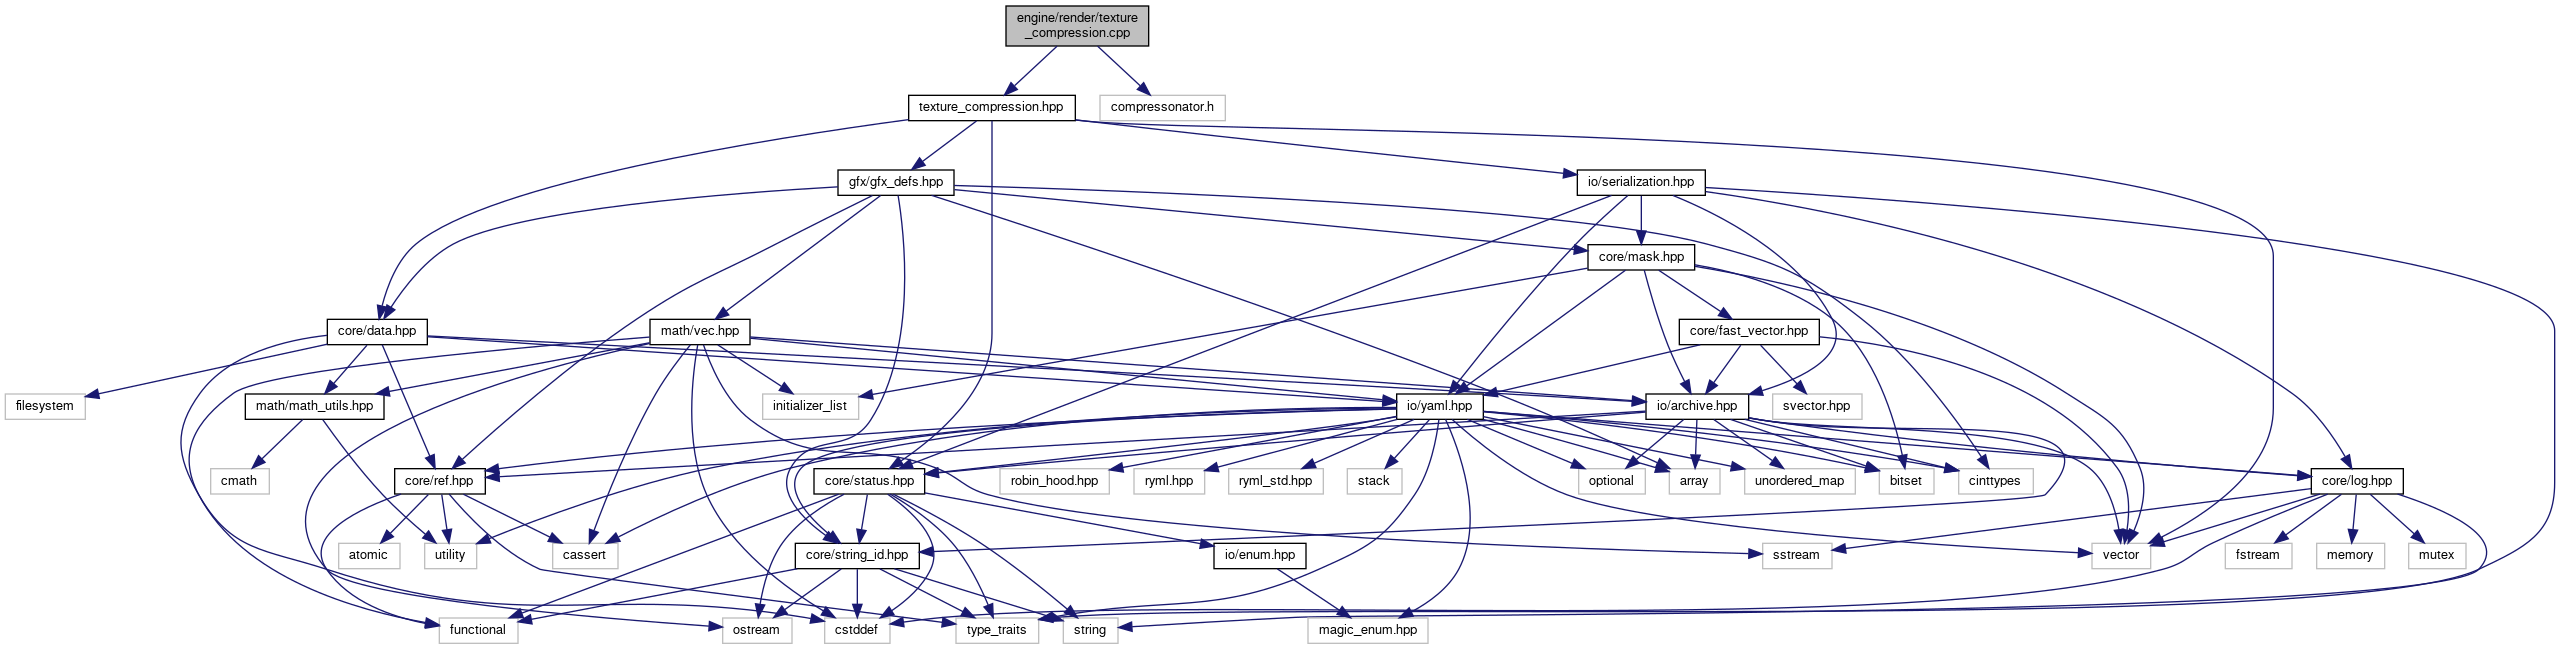 engine/render/texture
_compression.cpp
texture_compression.hpp
compressonator.h
gfx/gfx_defs.hpp
io/serialization.hpp
core/mask.hpp
core/data.hpp
math/vec.hpp
core/fast_vector.hpp
filesystem
math/math_utils.hpp
initializer_list
io/yaml.hpp
io/archive.hpp
svector.hpp
cmath
core/ref.hpp
core/status.hpp
robin_hood.hpp
ryml.hpp
ryml_std.hpp
stack
optional
array
unordered_map
bitset
cinttypes
core/log.hpp
atomic
utility
cassert
core/string_id.hpp
io/enum.hpp
sstream
vector
fstream
memory
mutex
functional
ostream
cstddef
type_traits
string
magic_enum.hpp